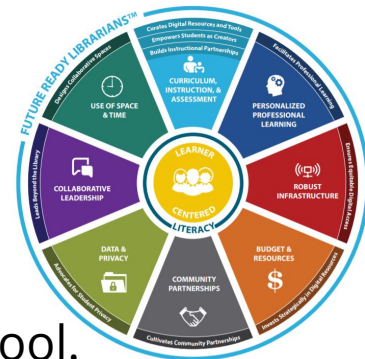 FUTURE READY LIBRARIANS™
Curates Digital Resources and Tools
Empowers Students as Creators
Builds Instructional Partnerships
CURRICULUM,
INSTRUCTION, &
ASSESSMENT
Facilitates Professional Learning
PERSONALIZED
PROFESSIONAL
LEARNING
Ensures Equitable Digital Access
ROBUST
INFRASTRUCTURE
Invests Strategically in Digital Resources
BUDGET &
RESOURCES
$
Cultivates Community Partnerships
COMMUNITY
PARTNERSHIPS
Advocates for Student Privacy
DATA &
PRIVACY
Leads Beyond the Library
COLLABORATIVE
LEADERSHIP
Designs Collaborative Spaces
USE OF SPACE
& TIME
LEARNER
CENTERED
LITERACY
ool.